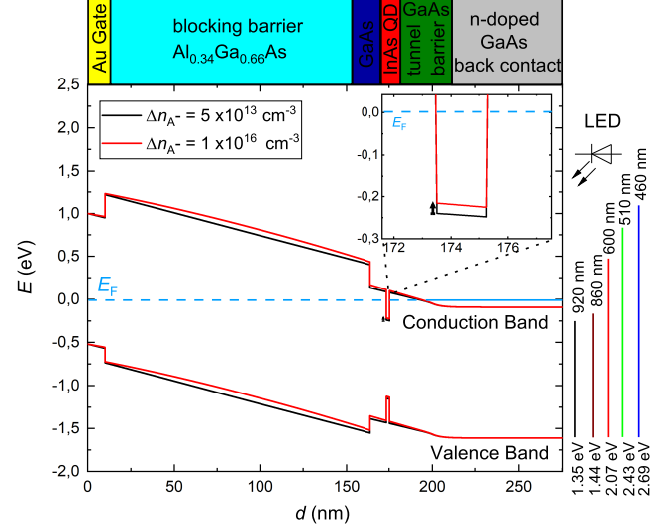 Au Gate
blocking barrier
Al0.34Ga0.66As
GaAs
InAs QD
GaAs
tunnel
barrier
n-doped
GaAs
back contact
2,5
2,0
1,5
1,0
0,5
0,0
-0,5
-1,0
-1,5
-2,0
E (eV)
ΔnA- = 5 x10^13 cm-3
ΔnA- = 1 x10^16 cm-3
EF
0,0
EF
-0,1
-0,2
-0,3
172
174
176
Conduction Band
Valence Band
0
50
100
150
200
250
d (nm)
LED
920 nm
860 nm
600 nm
510 nm
460 nm
1.35 eV
1.44 eV
2.07 eV
2.43 eV
2.69 eV